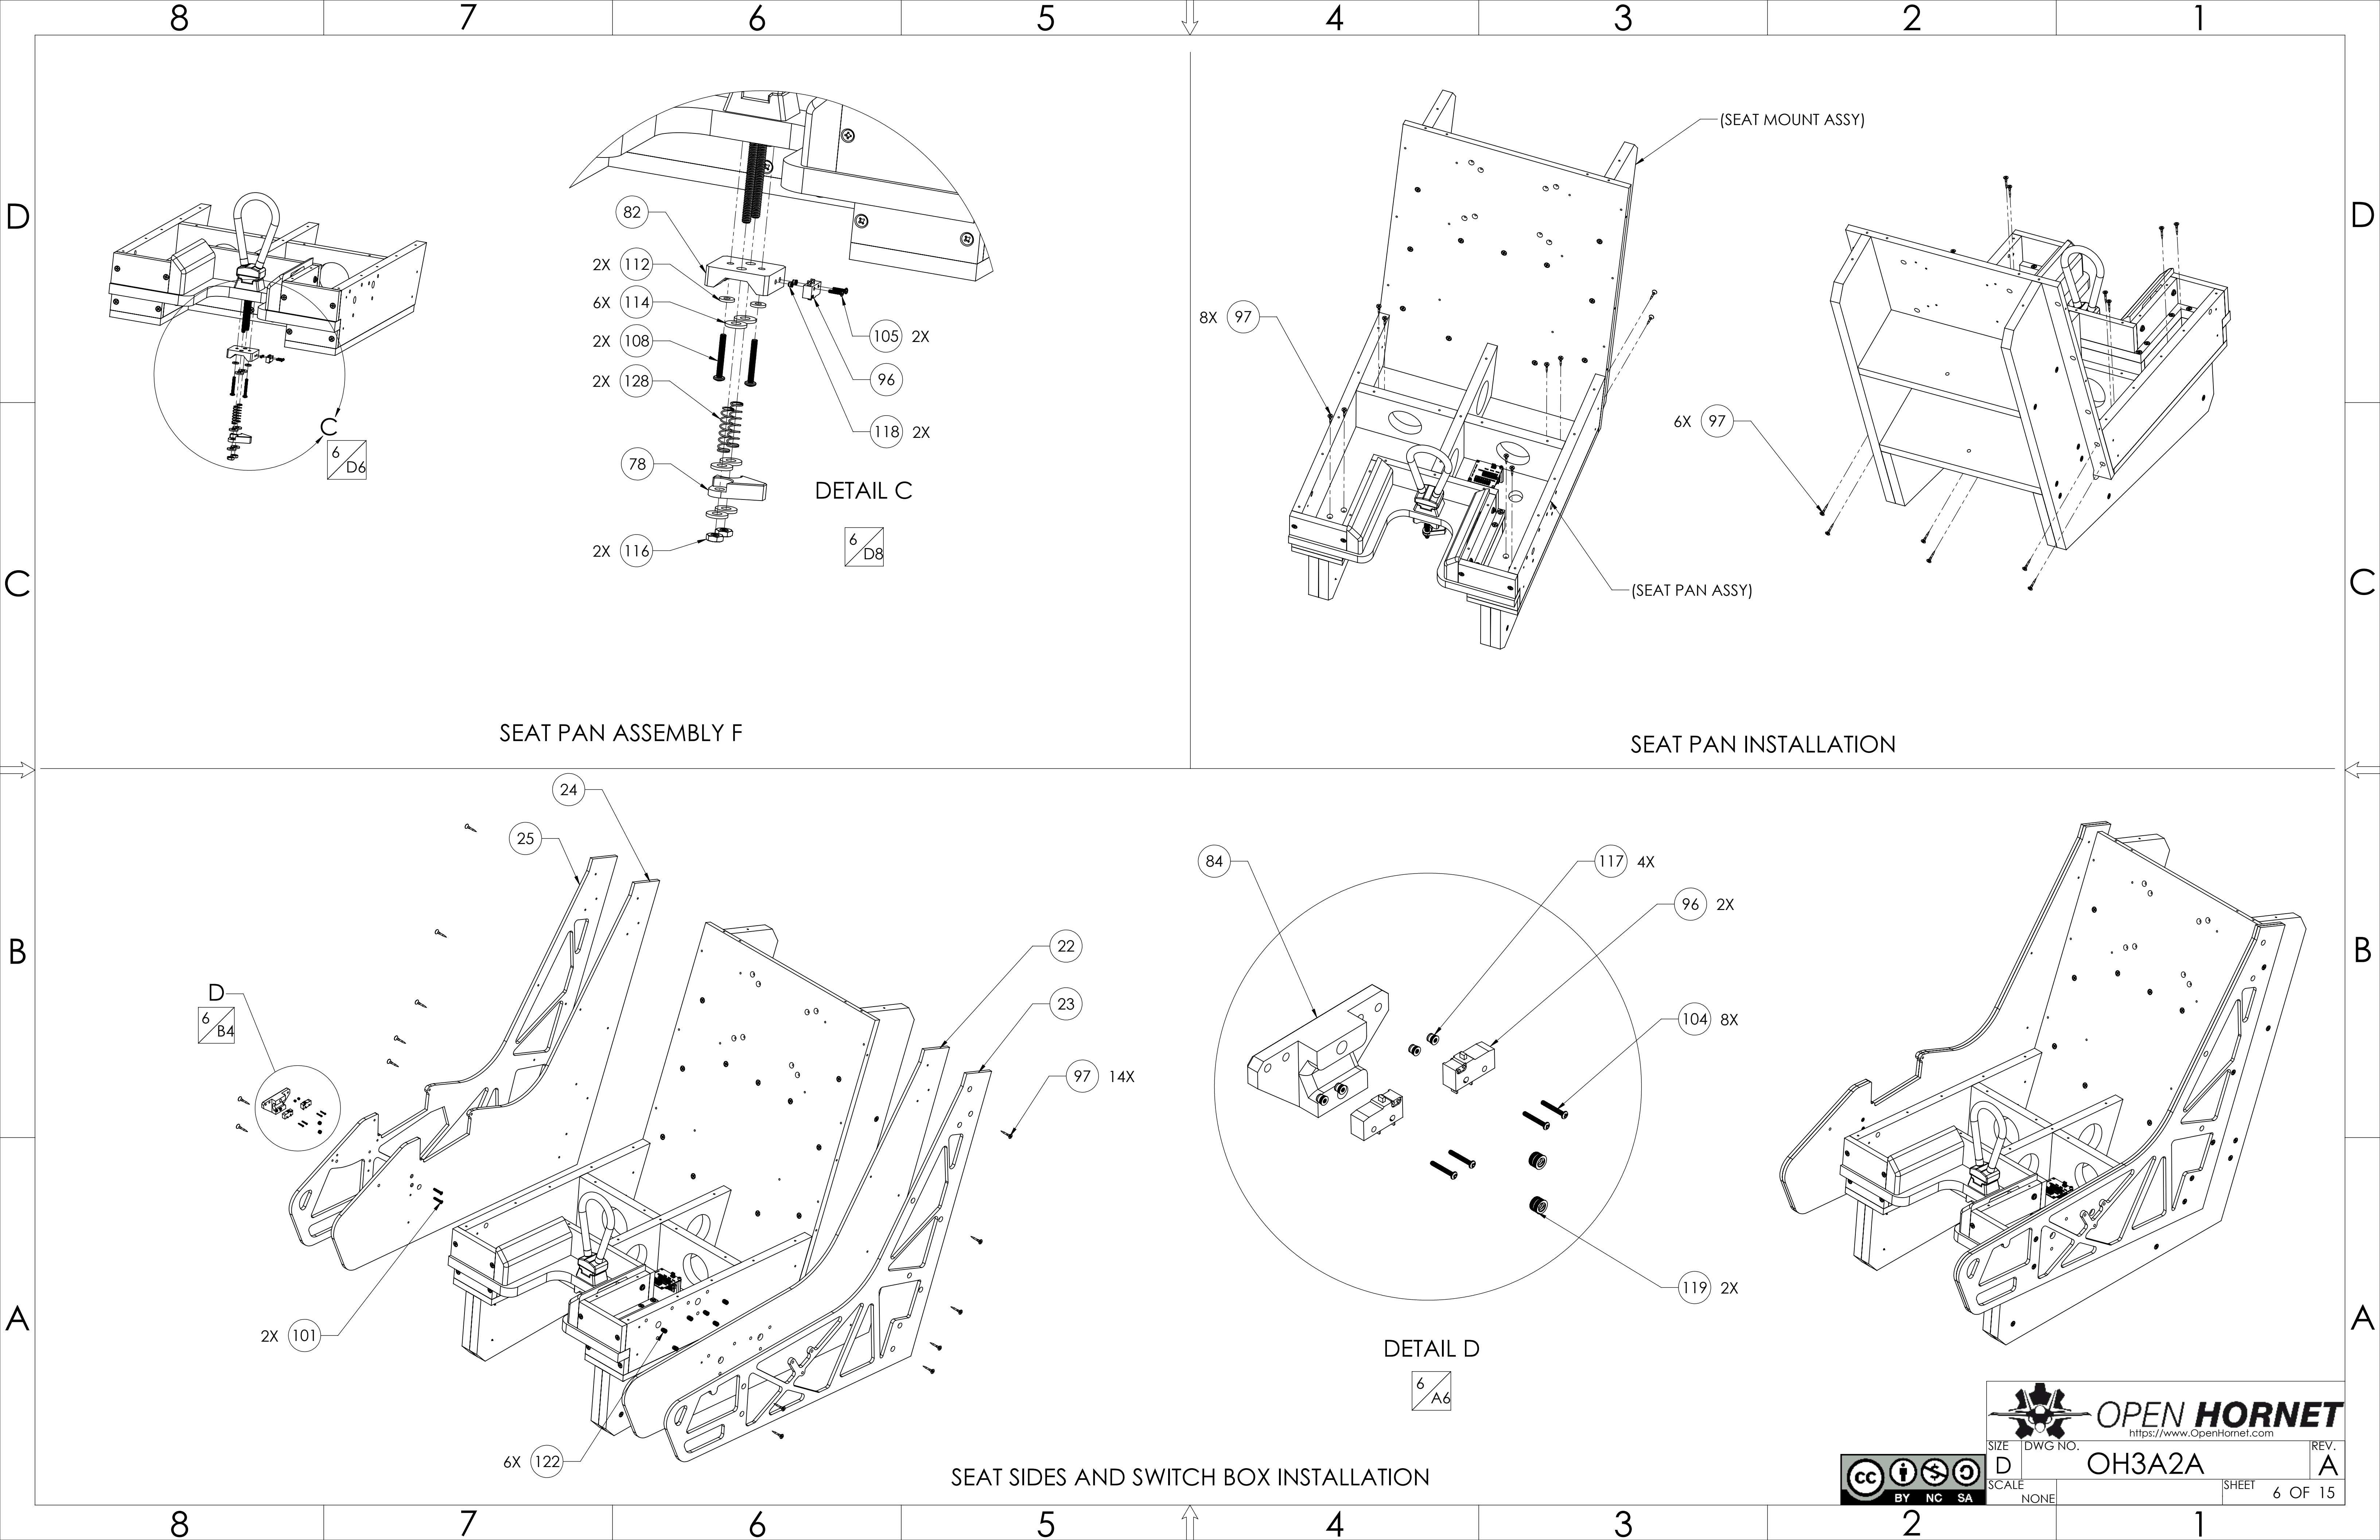 8 7 6 5 4 3 2 1
D
D
C
C
B
B
A
A
82
2X 112
6X 114
2X 108
2X 128
78
2X 116
105 2X
96
118 2X
C
6
D6
DETAIL C
6
D8
SEAT PAN ASSEMBLY F
(SEAT MOUNT ASSY)
8X 97
6X 97
(SEAT PAN ASSY)
SEAT PAN INSTALLATION
24
25
22
23
97 14X
D
6
B4
2X 101
6X 122
84
117 4X
96 2X
104 8X
119 2X
DETAIL D
6
A6
SEAT SIDES AND SWITCH BOX INSTALLATION
OPEN HORNET
https://www.OpenHornet.com
SIZE
D
DWG NO.
OH3A2A
REV.
A
SCALE
NONE
SHEET
6 OF 15
cc
BY NC SA
8 7 6 5 4 3 2 1